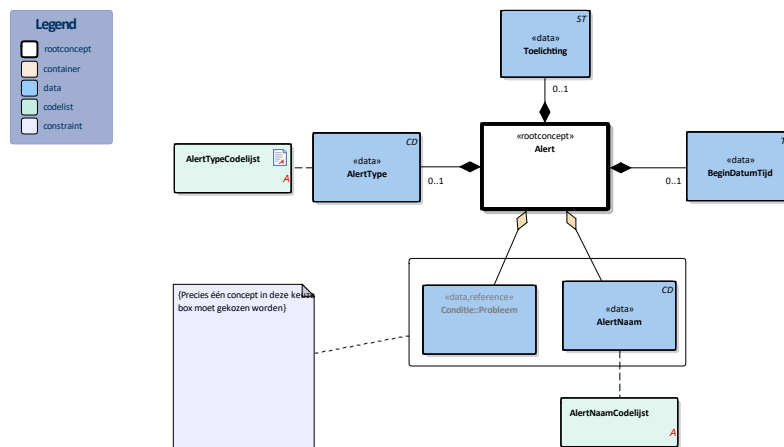 Legend
rootconcept
container
data
codelist
constraint
ST
«data»
Toelichting
0..1
«rootconcept»
Alert
AlertTypeCodelijst
A
CD
«data»
AlertType
0..1
T
«data»
BeginDatumTijd
0..1
{Precies één concept in deze keuze
box moet gekozen worden}
«data,reference»
Conditie::Probleem
CD
«data»
AlertNaam
AlertNaamCodelijst
A